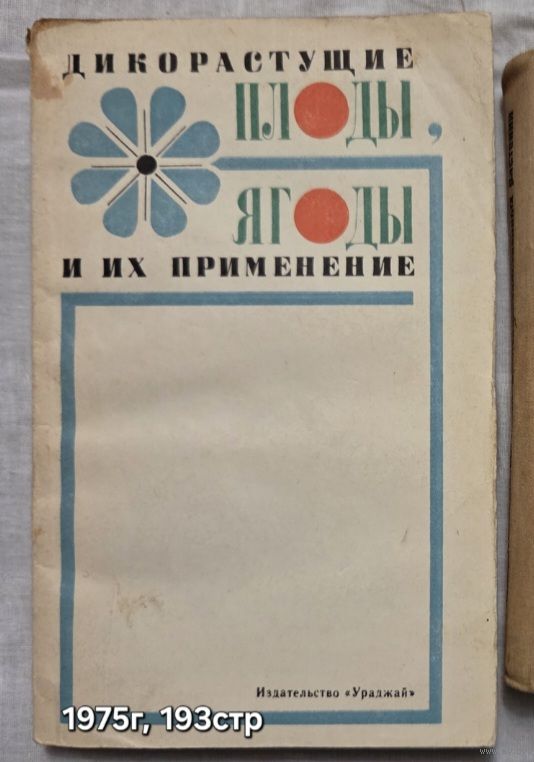 ДИКОРАСТУЩИЕ
ПЛОДЫ,
ЯГОДЫ
И ИХ ПРИМЕНЕНИЕ
Издательство «Ураджай»
1975г, 193стр